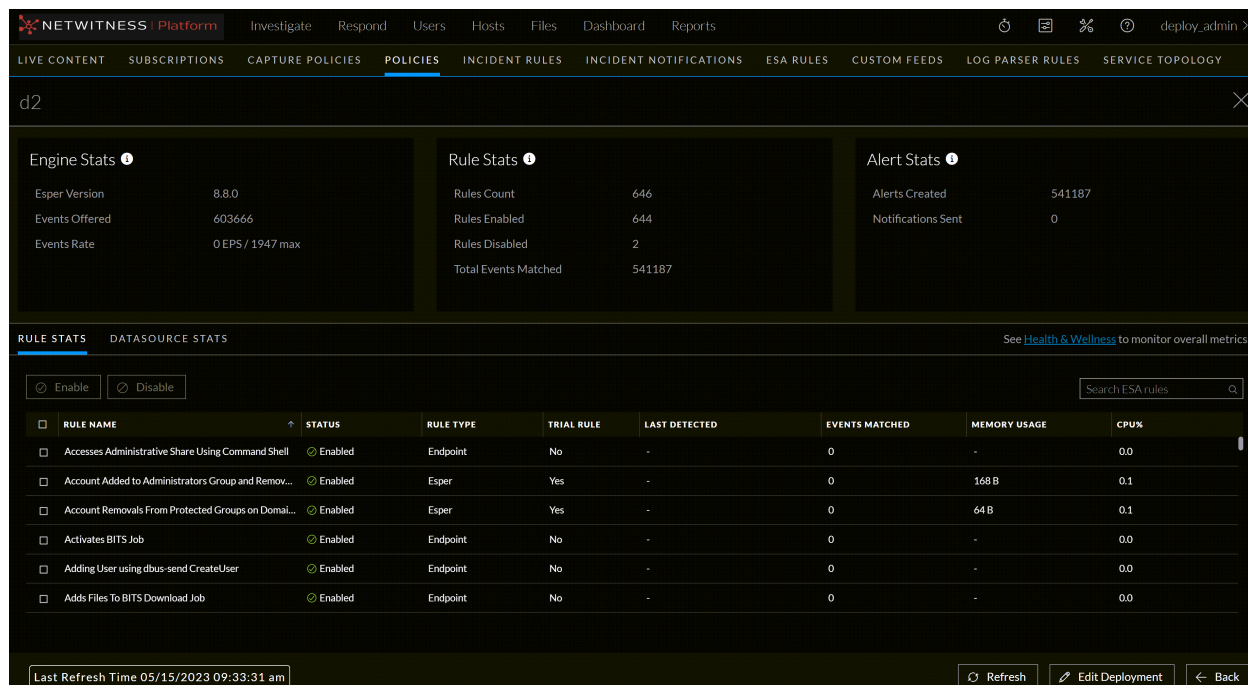 NETWITNESS | Platform Investigate Respond Users Hosts Files Dashboard Reports deploy_admin
LIVE CONTENT SUBSCRIPTIONS CAPTURE POLICIES POLICIES INCIDENT RULES INCIDENT NOTIFICATIONS ESA RULES CUSTOM FEEDS LOG PARSER RULES SERVICE TOPOLOGY
d2
Engine Stats
Esper Version 8.8.0
Events Offered 603666
Events Rate 0 EPS / 1947 max
Rule Stats
Rules Count 646
Rules Enabled 644
Rules Disabled 2
Total Events Matched 541187
Alert Stats
Alerts Created 541187
Notifications Sent 0
RULE STATS DATASOURCE STATS See Health & Wellness to monitor overall metrics
Enable Disable Search ESA rules
RULE NAME STATUS RULE TYPE TRIAL RULE LAST DETECTED EVENTS MATCHED MEMORY USAGE CPU%
Accesses Administrative Share Using Command Shell Enabled Endpoint No - 0 - 0.0
Account Added to Administrators Group and Remov... Enabled Esper Yes - 0 168 B 0.1
Account Removals From Protected Groups on Domai... Enabled Esper Yes - 0 64 B 0.1
Activates BITS Job Enabled Endpoint No - 0 - 0.0
Adding User using dbus-send CreateUser Enabled Endpoint No - 0 - 0.0
Adds Files To BITS Download Job Enabled Endpoint No - 0 - 0.0
Last Refresh Time 05/15/2023 09:33:31 am Refresh Edit Deployment Back